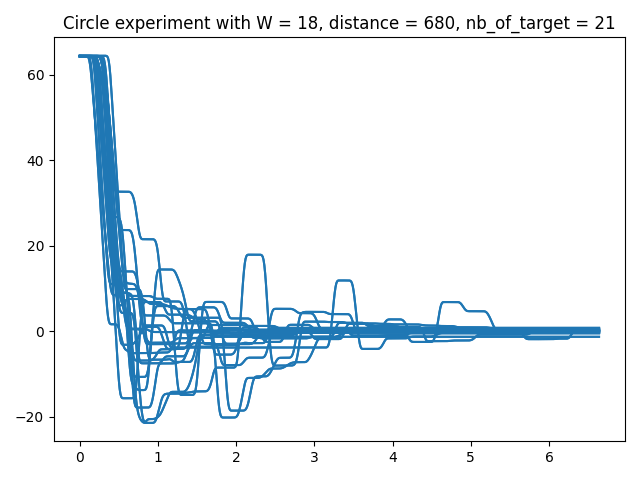 Circle experiment with W = 18, distance = 680, nb_of_target = 21
60
40
20
0
−20
0 1 2 3 4 5 6